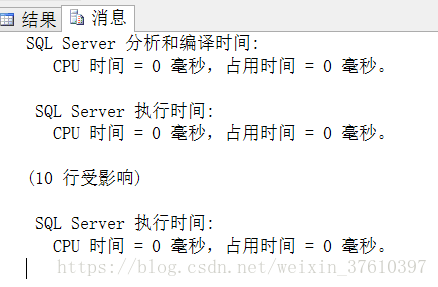 结果 消息
SQL Server 分析和编译时间:
CPU 时间 = 0 毫秒，占用时间 = 0 毫秒。
SQL Server 执行时间:
CPU 时间 = 0 毫秒，占用时间 = 0 毫秒。
(10 行受影响)
SQL Server 执行时间:
CPU 时间 = 0 毫秒，占用时间 = 0 毫秒。
https://blog.csdn.net/weixin_37610397